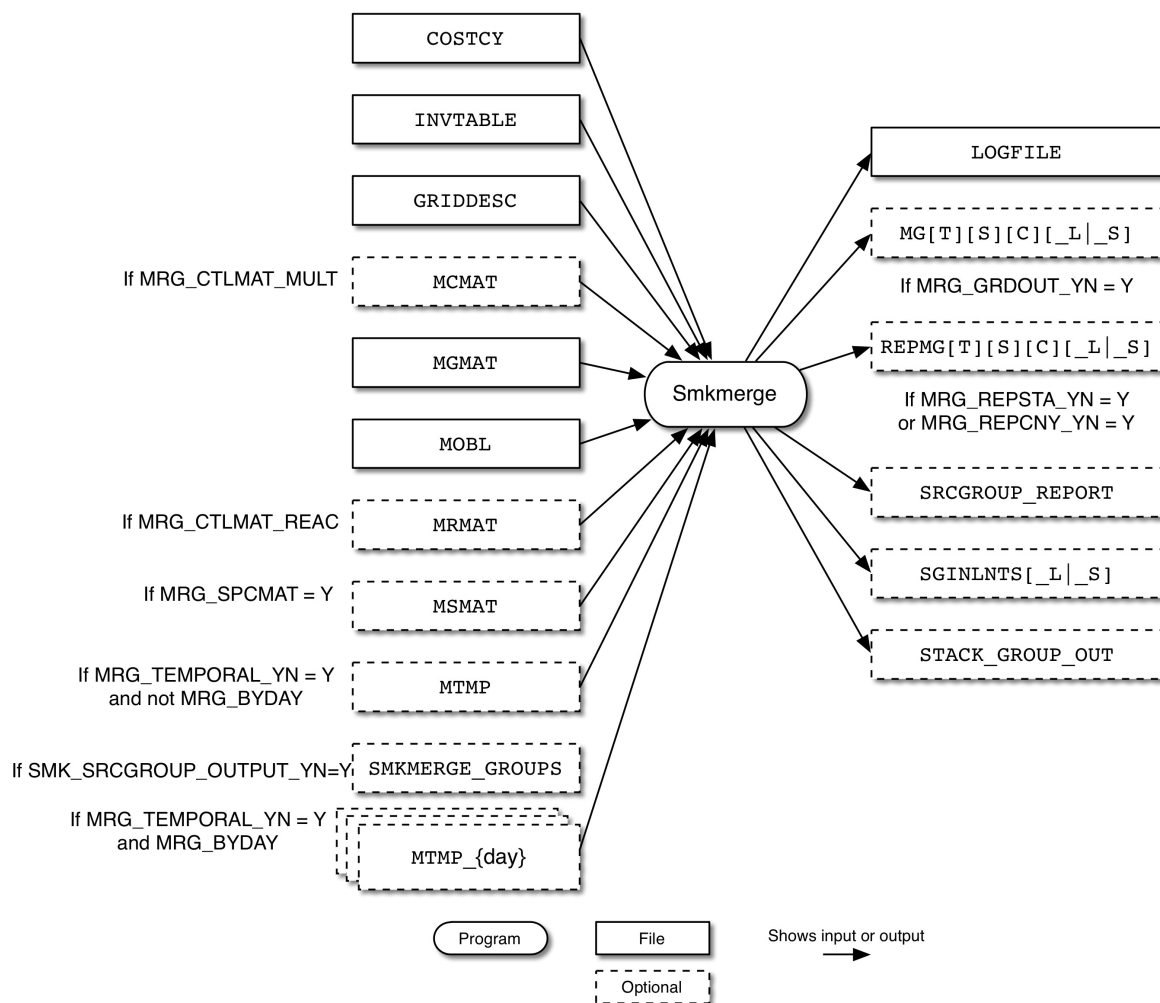 COSTCY
INVTABLE
GRIDDESC
If MRG_CTLMAT_MULT
MCMAT
MGMAT
MOBL
If MRG_CTLMAT_REAC
MRMAT
If MRG_SPCMAT = Y
MSMAT
If MRG_TEMPORAL_YN = Y
and not MRG_BYDAY
MTMP
If SMK_SRCGROUP_OUTPUT_YN=Y
SMKMERGE_GROUPS
If MRG_TEMPORAL_YN = Y
and MRG_BYDAY
MTMP_{day}
Smkmerge
LOGFILE
MG[T][S][C][_L|_S]
If MRG_GRDOUT_YN = Y
REPMG[T][S][C][_L|_S]
If MRG_REPSTA_YN = Y
or MRG_REPCNY_YN = Y
SRCGROUP_REPORT
SGINLNTS[_L|_S]
STACK_GROUP_OUT
Program
File
Shows input or output
Optional